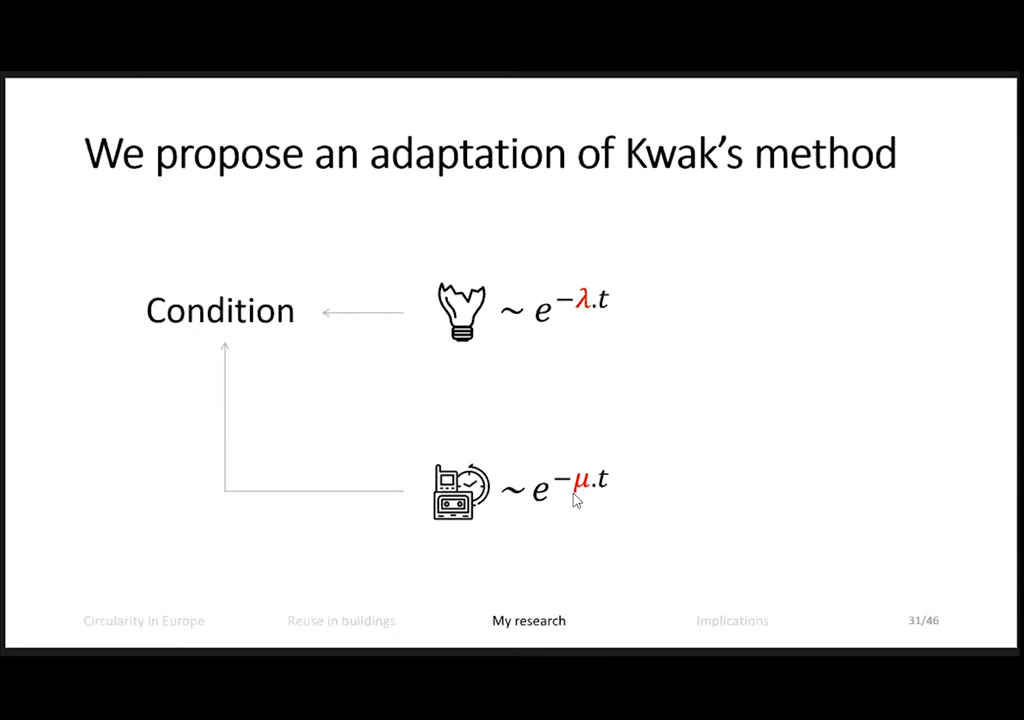 We propose an adaptation of Kwak's method
Condition
~ e^{−λ.t}
~ e^{−μ.t}
Circularity in Europe
Reuse in buildings
My research
Implications
31/46